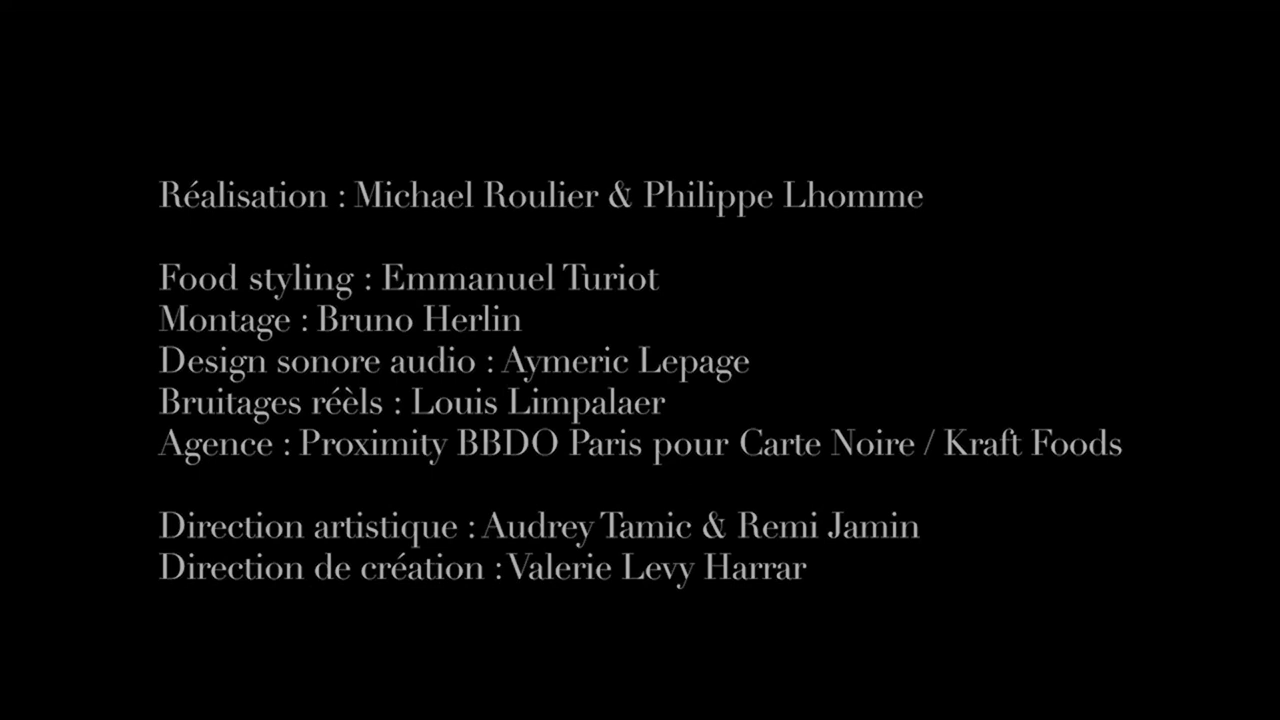 Réalisation : Michael Roulier & Philippe Lhomme
Food styling : Emmanuel Turiot
Montage : Bruno Herlin
Design sonore audio : Aymeric Lepage
Bruitages réèls : Louis Limpalaer
Agence : Proximity BBDO Paris pour Carte Noire / Kraft Foods
Direction artistique : Audrey Tamic & Remi Jamin
Direction de création : Valerie Levy Harrar